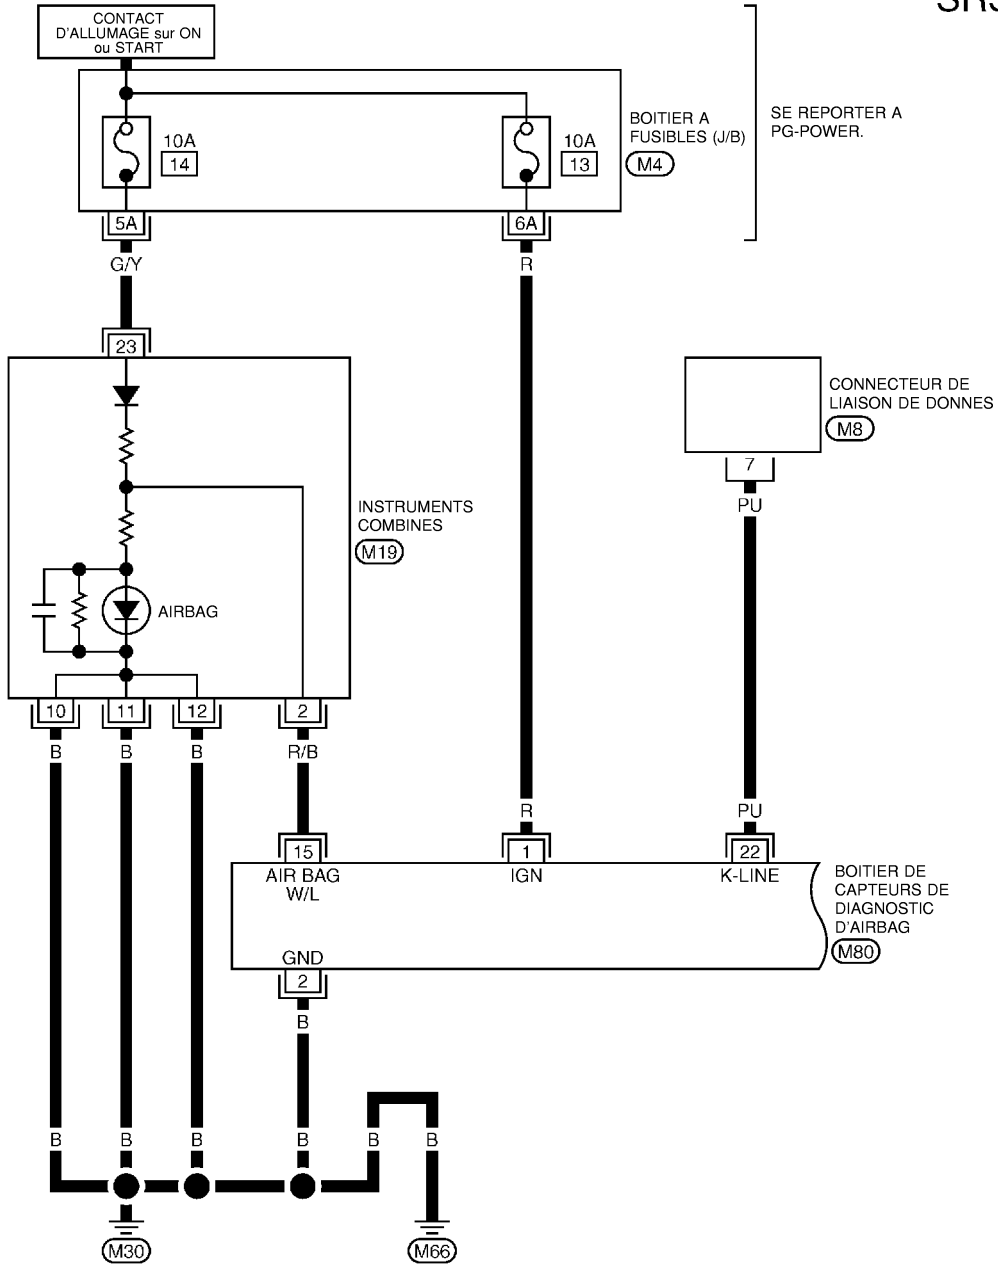 SRS
CONTACT
D'ALLUMAGE sur ON
ou START
10A
14
10A
13
BOITIER A
FUSIBLES (J/B)
M4
SE REPORTER A
PG-POWER.
5A
6A
G/Y
R
23
CONNECTEUR DE
LIAISON DE DONNES
M8
7
PU
INSTRUMENTS
COMBINES
M19
AIRBAG
10
11
12
2
B
B
B
R/B
R
PU
15
1
22
AIR BAG
W/L
IGN
K-LINE
BOITIER DE
CAPTEURS DE
DIAGNOSTIC
D'AIRBAG
M80
GND
2
B
B
B
B
B
B
B
M30
M66